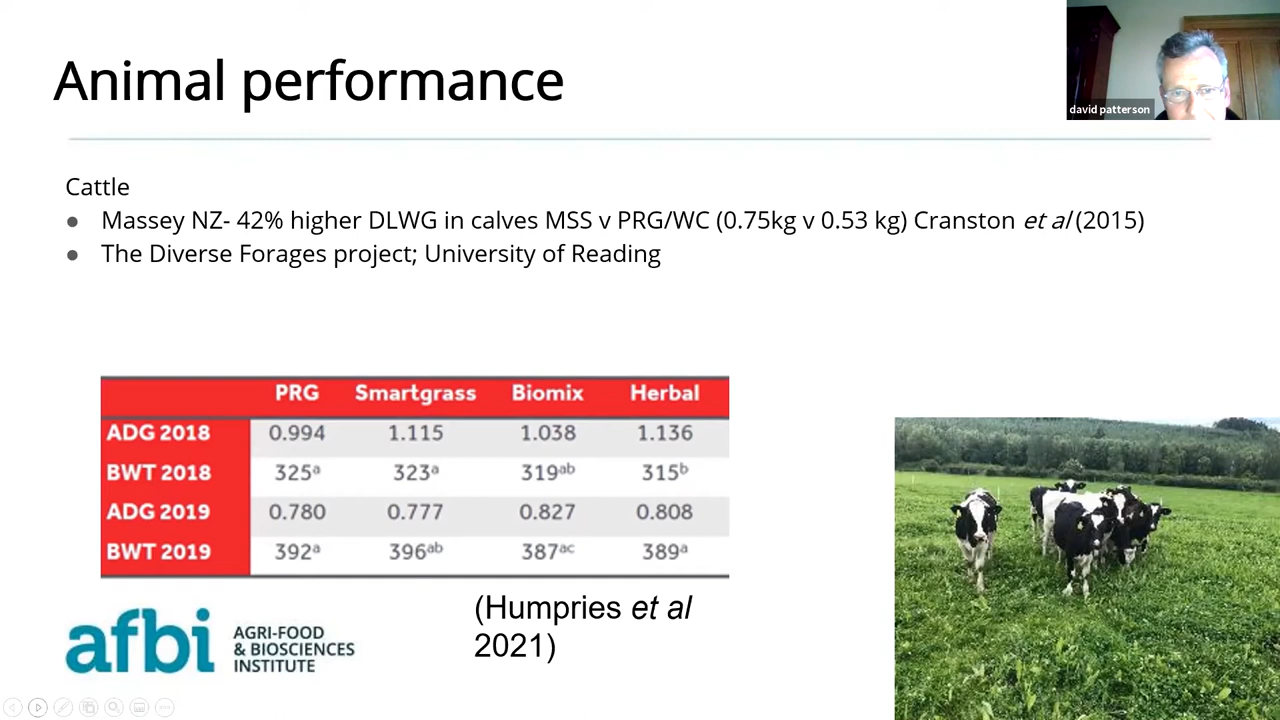 Animal performance
david patterson
Cattle
● Massey NZ- 42% higher DLWG in calves MSS v PRG/WC (0.75kg v 0.53 kg) Cranston et al (2015)
● The Diverse Forages project; University of Reading
PRG Smartgrass Biomix Herbal
ADG 2018 0.994 1.115 1.038 1.136
BWT 2018 325ᵃ 323ᵃ 319ᵃᵇ 315ᵇ
ADG 2019 0.780 0.777 0.827 0.808
BWT 2019 392ᵃ 396ᵃᵇ 387ᵃᶜ 389ᵃ
(Humpries et al
2021)
afbi
AGRI-FOOD
& BIOSCIENCES
INSTITUTE